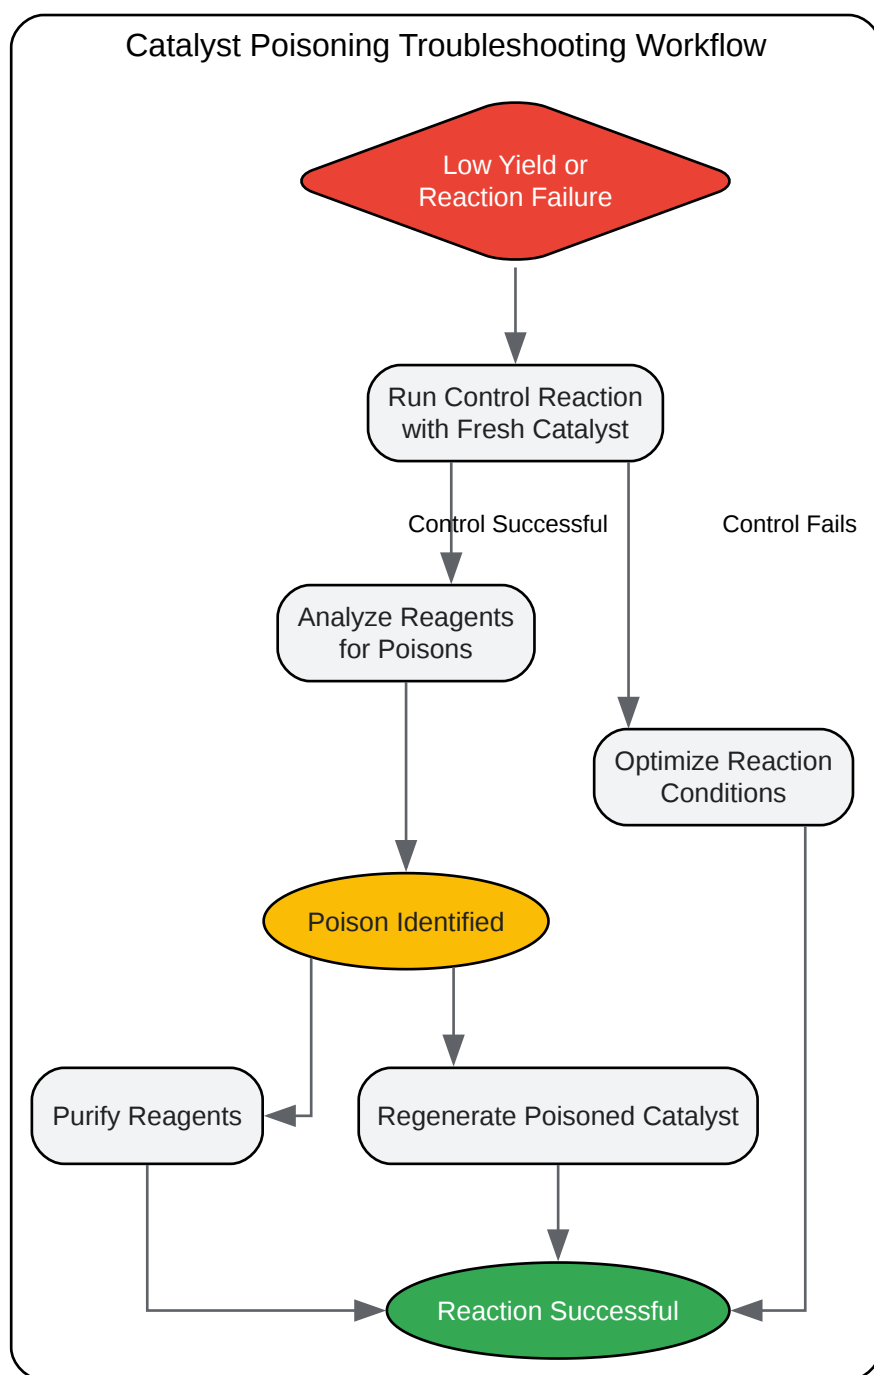 Catalyst Poisoning Troubleshooting Workflow
Low Yield or
Reaction Failure
Run Control Reaction
with Fresh Catalyst
Control Successful
Control Fails
Analyze Reagents
for Poisons
Optimize Reaction
Conditions
Poison Identified
Purify Reagents
Regenerate Poisoned Catalyst
Reaction Successful